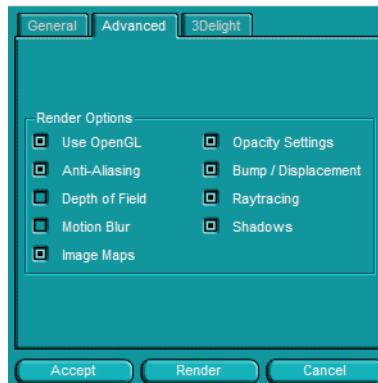 General Advanced 3Delight
Render Options
Use OpenGL
Opacity Settings
Anti-Aliasing
Bump / Displacement
Depth of Field
Raytracing
Motion Blur
Shadows
Image Maps
Accept Render Cancel